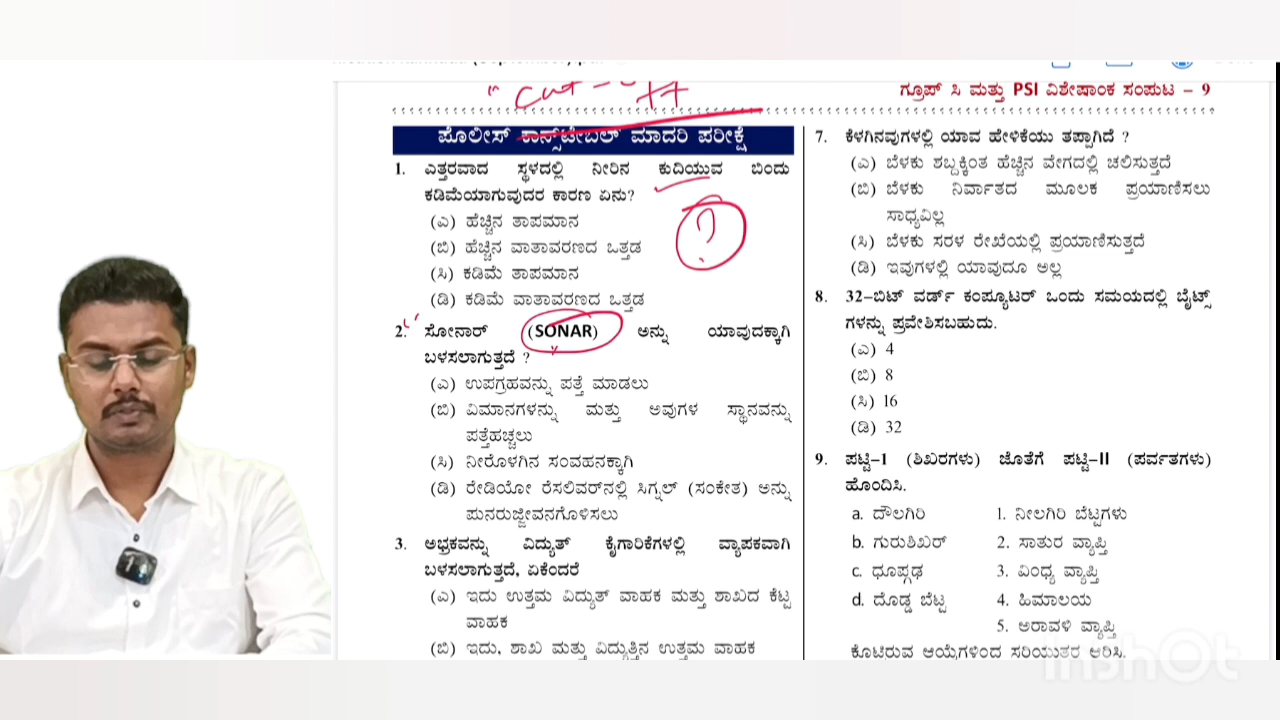 "cut-off
ಗ್ರೂಪ್ ಸಿ ಮತ್ತು PSI ವಿಶೇಷಾಂಕ ಸಂಪುಟ – 9
ಪೊಲೀಸ್ ಕಾನ್ಸ್‌ಟೇಬಲ್ ಮಾದರಿ ಪರೀಕ್ಷೆ
1. ಎತ್ತರವಾದ ಸ್ಥಳದಲ್ಲಿ ನೀರಿನ ಕುದಿಯುವ ಬಿಂದು
ಕಡಿಮೆಯಾಗುವುದರ ಕಾರಣ ಏನು?
(ಎ) ಹೆಚ್ಚಿನ ತಾಪಮಾನ
(ಬಿ) ಹೆಚ್ಚಿನ ವಾತಾವರಣದ ಒತ್ತಡ
(ಸಿ) ಕಡಿಮೆ ತಾಪಮಾನ
(ಡಿ) ಕಡಿಮೆ ವಾತಾವರಣದ ಒತ್ತಡ
?
2. ಸೋನಾರ್ (SONAR) ಅನ್ನು ಯಾವುದಕ್ಕಾಗಿ
ಬಳಸಲಾಗುತ್ತದೆ ?
(ಎ) ಉಪಗ್ರಹವನ್ನು ಪತ್ತೆ ಮಾಡಲು
(ಬಿ) ವಿಮಾನಗಳನ್ನು ಮತ್ತು ಅವುಗಳ ಸ್ಥಾನವನ್ನು
ಪತ್ತೆಹಚ್ಚಲು
(ಸಿ) ನೀರೊಳಗಿನ ಸಂವಹನಕ್ಕಾಗಿ
(ಡಿ) ರೇಡಿಯೋ ರೆಸಲಿವರ್‌ನಲ್ಲಿ ಸಿಗ್ನಲ್ (ಸಂಕೇತ) ಅನ್ನು
ಪುನರುಜ್ಜೀವನಗೊಳಿಸಲು
3. ಅಭ್ರಕವನ್ನು ವಿದ್ಯುತ್ ಕೈಗಾರಿಕೆಗಳಲ್ಲಿ ವ್ಯಾಪಕವಾಗಿ
ಬಳಸಲಾಗುತ್ತದೆ, ಏಕೆಂದರೆ
(ಎ) ಇದು ಉತ್ತಮ ವಿದ್ಯುತ್ ವಾಹಕ ಮತ್ತು ಶಾಖದ ಕೆಟ್ಟ
ವಾಹಕ
(ಬಿ) ಇದು, ಶಾಖ ಮತ್ತು ವಿದ್ಯುತ್ತಿನ ಉತ್ತಮ ವಾಹಕ
7. ಕೆಳಗಿನವುಗಳಲ್ಲಿ ಯಾವ ಹೇಳಿಕೆಯು ತಪ್ಪಾಗಿದೆ ?
(ಎ) ಬೆಳಕು ಶಬ್ದಕ್ಕಿಂತ ಹೆಚ್ಚಿನ ವೇಗದಲ್ಲಿ ಚಲಿಸುತ್ತದೆ
(ಬಿ) ಬೆಳಕು ನಿರ್ವಾತದ ಮೂಲಕ ಪ್ರಯಾಣಿಸಲು
ಸಾಧ್ಯವಿಲ್ಲ
(ಸಿ) ಬೆಳಕು ಸರಳ ರೇಖೆಯಲ್ಲಿ ಪ್ರಯಾಣಿಸುತ್ತದೆ
(ಡಿ) ಇವುಗಳಲ್ಲಿ ಯಾವುದೂ ಅಲ್ಲ
8. 32–ಬಿಟ್ ವರ್ಡ್ ಕಂಪ್ಯೂಟರ್ ಒಂದು ಸಮಯದಲ್ಲಿ ಬೈಟ್ಸ್
ಗಳನ್ನು ಪ್ರವೇಶಿಸಬಹುದು.
(ಎ) 4
(ಬಿ) 8
(ಸಿ) 16
(ಡಿ) 32
9. ಪಟ್ಟಿ–1 (ಶಿಖರಗಳು) ಜೊತೆಗೆ ಪಟ್ಟಿ–II (ಪರ್ವತಗಳು)
ಹೊಂದಿಸಿ.
a. ದೌಲಗಿರಿ 1. ನೀಲಗಿರಿ ಬೆಟ್ಟಗಳು
b. ಗುರುಶಿಖರ್ 2. ಸಾತುರ ವ್ಯಾಪ್ತಿ
c. ಧೂಪ್ಗಢ 3. ವಿಂಧ್ಯ ವ್ಯಾಪ್ತಿ
d. ದೊಡ್ಡ ಬೆಟ್ಟ 4. ಹಿಮಾಲಯ
5. ಅರಾವಳಿ ವ್ಯಾಪ್ತಿ
ಕೊಟಿರುವ ಆಯ್ಕೆಗಳಿಂದ ಸರಿಯುತರ ಆರಿಸಿ.
InShOt